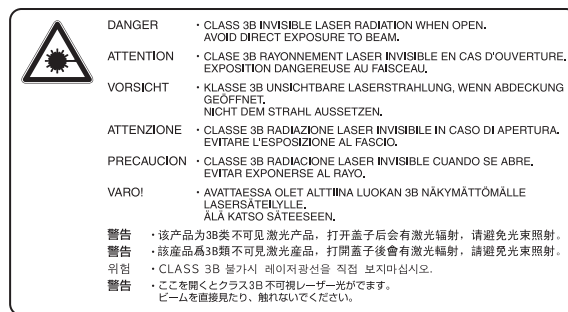 DANGER · CLASS 3B INVISIBLE LASER RADIATION WHEN OPEN.
AVOID DIRECT EXPOSURE TO BEAM.
ATTENTION · CLASE 3B RAYONNEMENT LASER INVISIBLE EN CAS D'OUVERTURE.
EXPOSITION DANGEREUSE AU FAISCEAU.
VORSICHT · KLASSE 3B UNSICHTBARE LASERSTRAHLUNG, WENN ABDECKUNG
GEÖFFNET.
NICHT DEM STRAHL AUSSETZEN.
ATTENZIONE · CLASSE 3B RADIAZIONE LASER INVISIBILE IN CASO DI APERTURA.
EVITARE L'ESPOSIZIONE AL FASCIO.
PRECAUCION · CLASSE 3B RADIACIONE LASER INVISIBLE CUANDO SE ABRE.
EVITAR EXPONERSE AL RAYO.
VARO! · AVATTAESSA OLET ALTTIINA LUOKAN 3B NÄKYMÄTTÖMÄLLE
LASERSÄTEILYLLE.
ÄLÄ KATSO SÄTEESEEN.
警告 · 该产品为3B类不可见激光产品，打开盖子后会有激光辐射，请避免光束照射。
警告 · 該産品爲3B類不可見激光産品，打開蓋子後會有激光輻射，請避免光束照射。
위험 · CLASS 3B 불가시 레이저광선을 직접 보지마십시오.
警告 · ここを開くとクラス3B 不可視レーザー光がでます。
ビームを直接見たり、触れないでください。